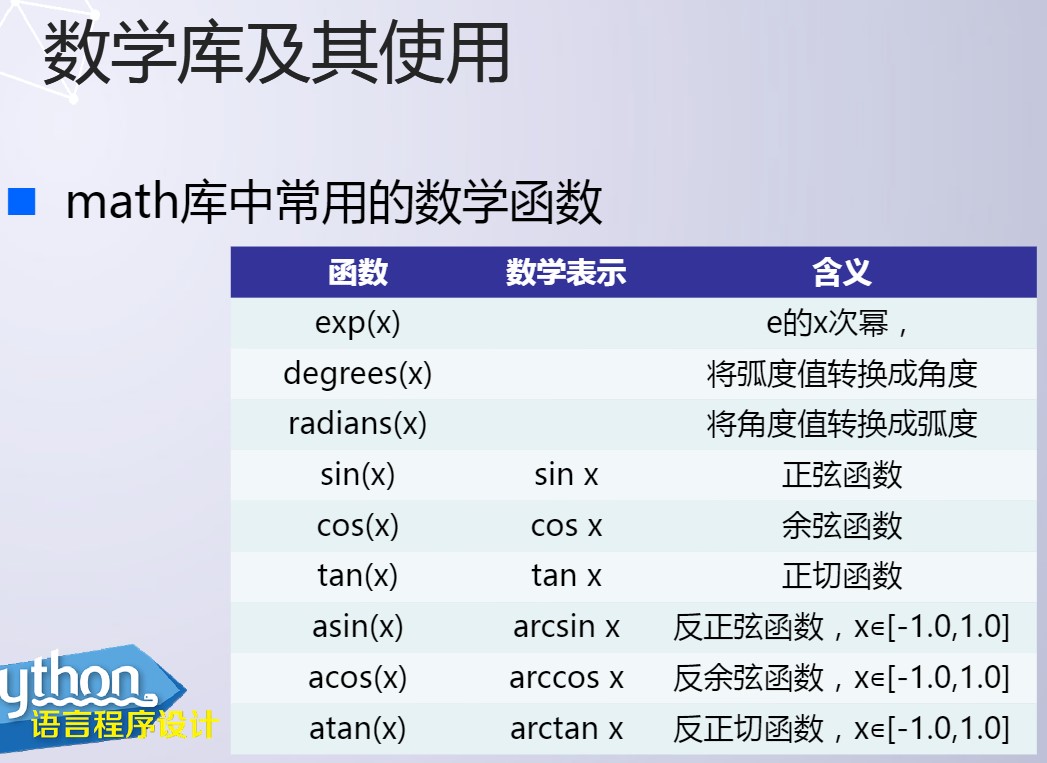 数学库及其使用
math库中常用的数学函数
函数 数学表示 含义
exp(x) e的x次幂，
degrees(x) 将弧度值转换成角度
radians(x) 将角度值转换成弧度
sin(x) sin x 正弦函数
cos(x) cos x 余弦函数
tan(x) tan x 正切函数
asin(x) arcsin x 反正弦函数，x∊[-1.0,1.0]
acos(x) arccos x 反余弦函数，x∊[-1.0,1.0]
atan(x) arctan x 反正切函数，x∊[-1.0,1.0]
ython
语言程序设计